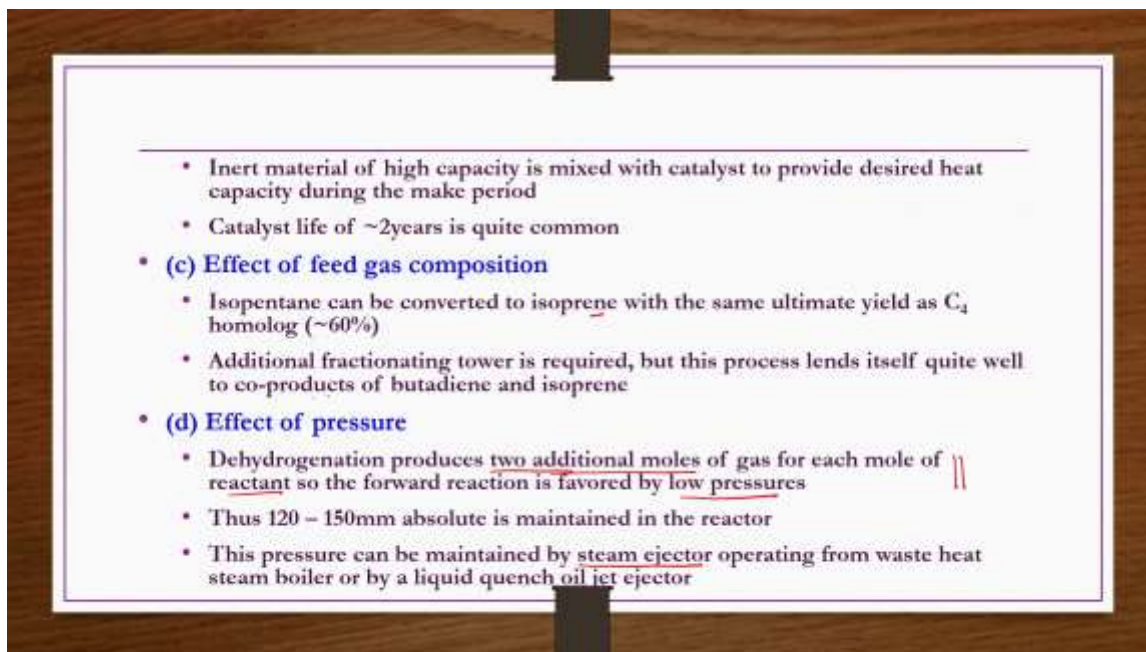 • Inert material of high capacity is mixed with catalyst to provide desired heat
capacity during the make period
• Catalyst life of ~2years is quite common
• (c) Effect of feed gas composition
• Isopentane can be converted to isoprene with the same ultimate yield as C₄
homolog (~60%)
• Additional fractionating tower is required, but this process lends itself quite well
to co-products of butadiene and isoprene
• (d) Effect of pressure
• Dehydrogenation produces two additional moles of gas for each mole of
reactant so the forward reaction is favored by low pressures
• Thus 120 – 150mm absolute is maintained in the reactor
• This pressure can be maintained by steam ejector operating from waste heat
steam boiler or by a liquid quench oil jet ejector